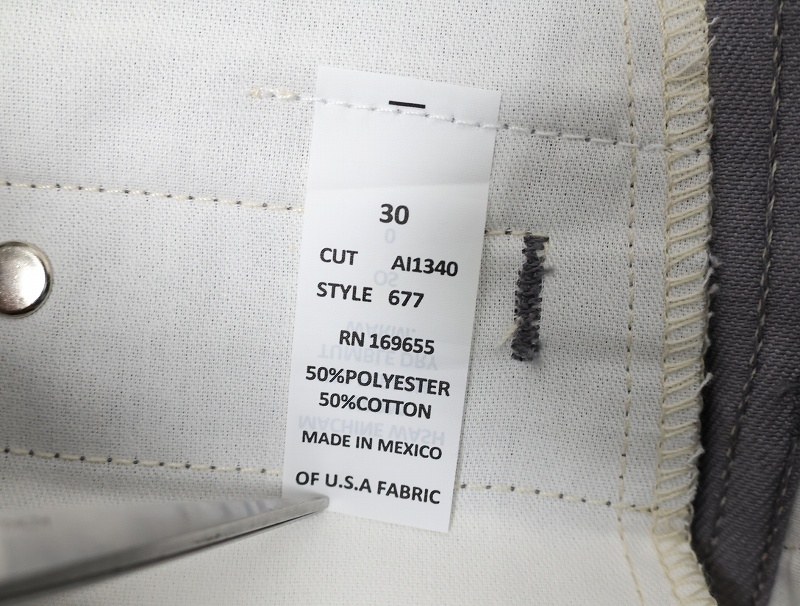 30
CUT AI1340
STYLE 677
RN 169655
50%POLYESTER
50%COTTON
MADE IN MEXICO
OF U.S.A FABRIC